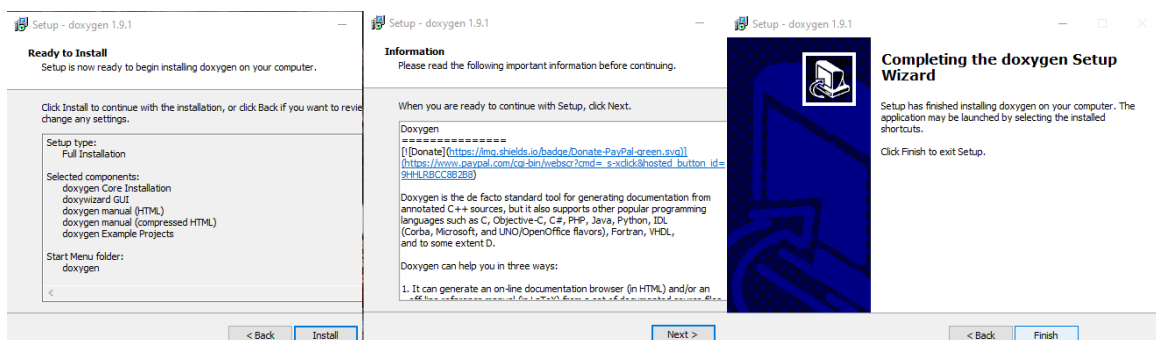 Setup - doxygen 1.9.1
Ready to Install
Setup is now ready to begin installing doxygen on your computer.
Click Install to continue with the installation, or click Back if you want to revie
change any settings.
Setup type:
Full Installation
Selected components:
doxygen Core Installation
doxywizard GUI
doxygen manual (HTML)
doxygen manual (compressed HTML)
doxygen Example Projects
Start Menu folder:
doxygen
< Back
Install
Setup - doxygen 1.9.1
Information
Please read the following important information before continuing.
When you are ready to continue with Setup, click Next.
Doxygen
===============
[![Donate](https://img.shields.io/badge/Donate-PayPal-green.svg)]
(https://www.paypal.com/cgi-bin/webscr?cmd=_s-xclick&hosted_button_id=
9HHLRBCC8B2B8)
Doxygen is the de facto standard tool for generating documentation from
annotated C++ sources, but it also supports other popular programming
languages such as C, Objective-C, C#, PHP, Java, Python, IDL
(Corba, Microsoft, and UNO/OpenOffice flavors), Fortran, VHDL,
and to some extent D.
Doxygen can help you in three ways:
1. It can generate an on-line documentation browser (in HTML) and/or an
Next >
Setup - doxygen 1.9.1
Completing the doxygen Setup
Wizard
Setup has finished installing doxygen on your computer. The
application may be launched by selecting the installed
shortcuts.
Click Finish to exit Setup.
< Back
Finish